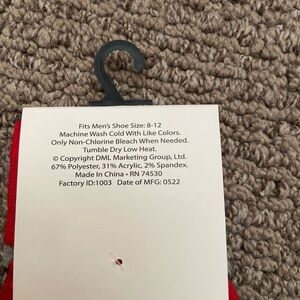 Fits Men's Shoe Size: 8-12
Machine Wash Cold With Like Colors.
Only Non-Chlorine Bleach When Needed.
Tumble Dry Low Heat.
© Copyright DML Marketing Group, Ltd.
67% Polyester, 31% Acrylic, 2% Spandex.
Made In China • RN 74530
Factory ID:1003 Date of MFG: 0522